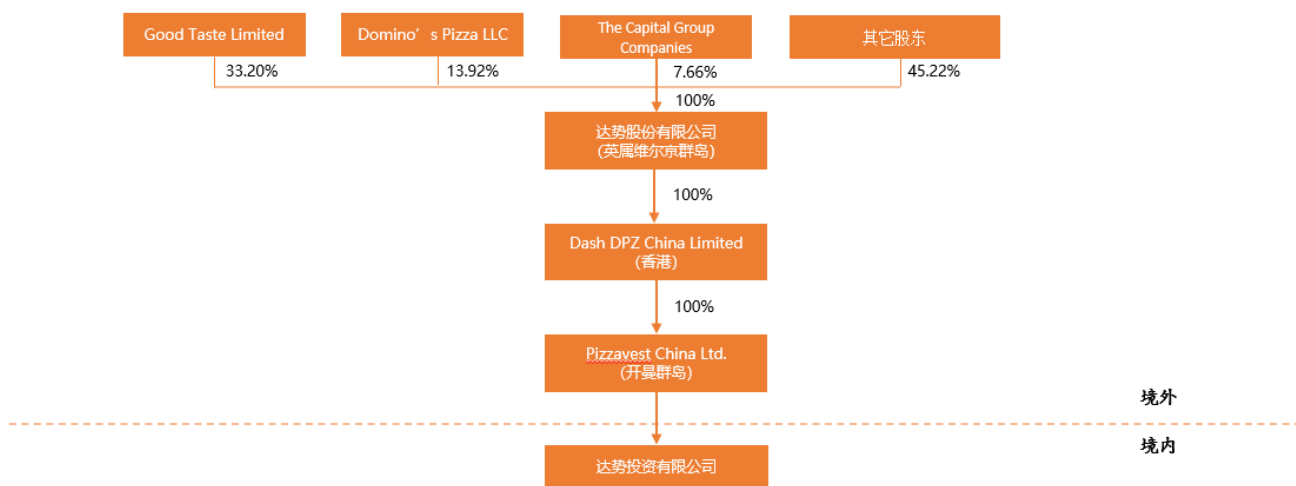 Good Taste Limited
Domino’s Pizza LLC
The Capital Group
Companies
其它股东
33.20%
13.92%
7.66%
45.22%
100%
达势股份有限公司
(英属维尔京群岛)
100%
Dash DPZ China Limited
(香港)
100%
Pizzavest China Ltd.
(开曼群岛)
境外
境内
达势投资有限公司